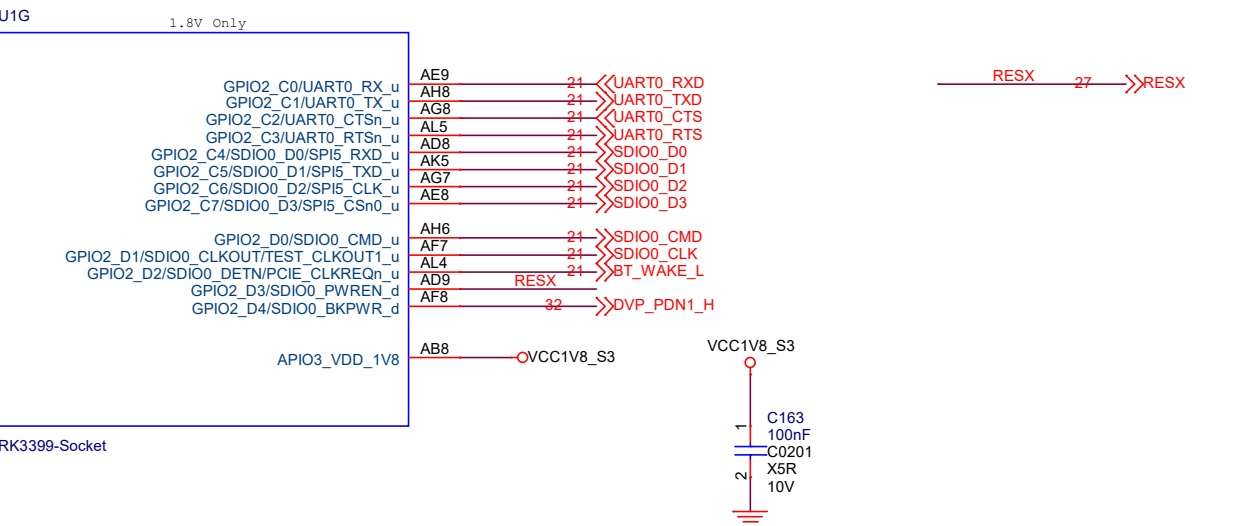 U1G
1.8V Only
GPIO2_C0/UART0_RX_u AE9 21 UART0_RXD
GPIO2_C1/UART0_TX_u AH8 21 UART0_TXD
GPIO2_C2/UART0_CTSn_u AG8 21 UART0_CTS
GPIO2_C3/UART0_RTSn_u AL5 21 UART0_RTS
GPIO2_C4/SDIO0_D0/SPI5_RXD_u AD8 21 SDIO0_D0
GPIO2_C5/SDIO0_D1/SPI5_TXD_u AK5 21 SDIO0_D1
GPIO2_C6/SDIO0_D2/SPI5_CLK_u AG7 21 SDIO0_D2
GPIO2_C7/SDIO0_D3/SPI5_CSn0_u AE8 21 SDIO0_D3
GPIO2_D0/SDIO0_CMD_u AH6 21 SDIO0_CMD
GPIO2_D1/SDIO0_CLKOUT/TEST_CLKOUT1_u AF7 21 SDIO0_CLK
GPIO2_D2/SDIO0_DETN/PCIE_CLKREQn_u AL4 21 BT_WAKE_L
GPIO2_D3/SDIO0_PWREN_d AD9 RESX
GPIO2_D4/SDIO0_BKPWR_d AF8 32 DVP_PDN1_H
APIO3_VDD_1V8 AB8 VCC1V8_S3
RK3399-Socket
RESX 27 RESX
VCC1V8_S3
1
2
C163
100nF
C0201
X5R
10V